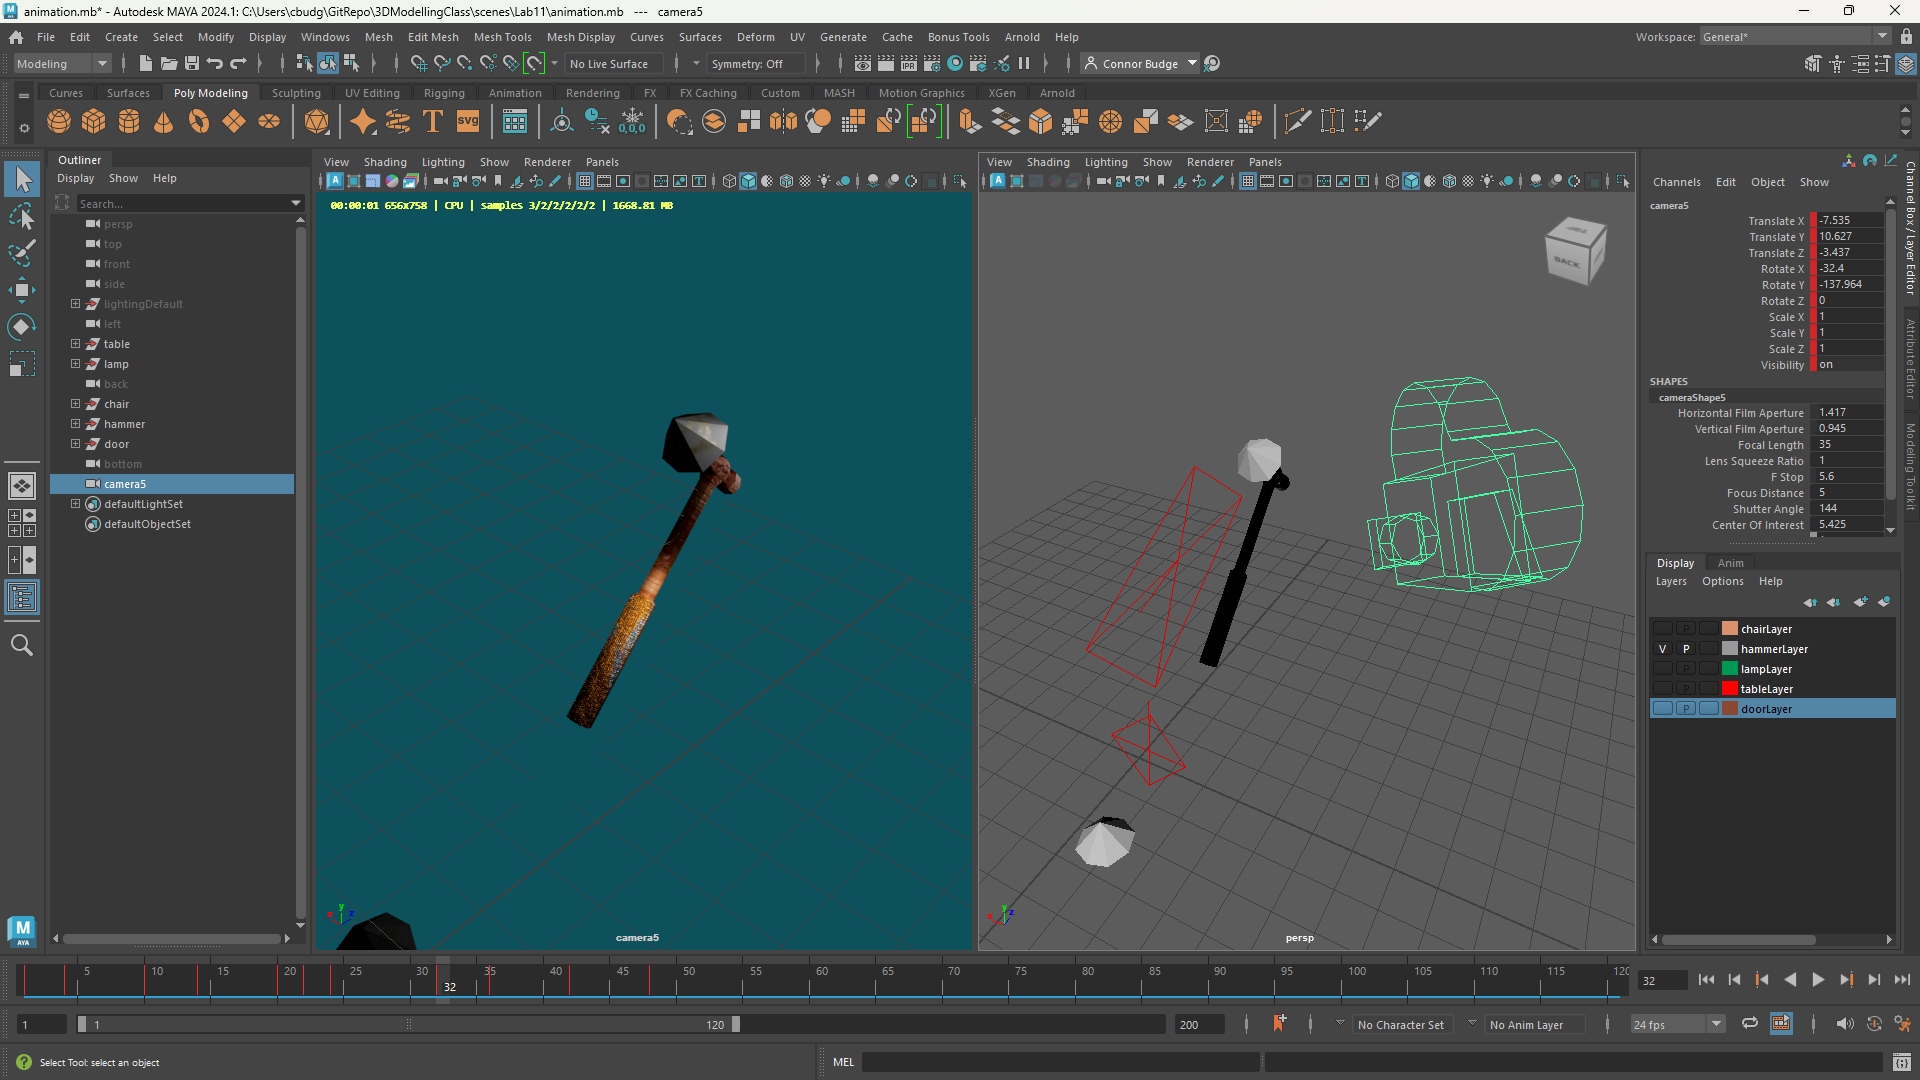 animation.mb* - Autodesk MAYA 2024.1: C:\Users\cbudg\GitRepo\3DModellingClass\scenes\Lab11\animation.mb --- camera5
File Edit Create Select Modify Display Windows Mesh Edit Mesh Mesh Tools Mesh Display Curves Surfaces Deform UV Generate Cache Bonus Tools Arnold Help
Workspace: General*
Modeling
No Live Surface
Symmetry: Off
Connor Budge
Curves Surfaces Poly Modeling Sculpting UV Editing Rigging Animation Rendering FX FX Caching Custom MASH Motion Graphics XGen Arnold
Outliner
Display Show Help
Search...
persp
top
front
side
lightingDefault
left
table
lamp
back
chair
hammer
door
bottom
camera5
defaultLightSet
defaultObjectSet
View Shading Lighting Show Renderer Panels
00:00:01 656x758 | CPU | samples 3/2/2/2/2/2 | 1668.81 MB
camera5
View Shading Lighting Show Renderer Panels
BACK
persp
Channels Edit Object Show
camera5
Translate X -7.535
Translate Y 10.627
Translate Z -3.437
Rotate X -32.4
Rotate Y -137.964
Rotate Z 0
Scale X 1
Scale Y 1
Scale Z 1
Visibility on
SHAPES
cameraShape5
Horizontal Film Aperture 1.417
Vertical Film Aperture 0.945
Focal Length 35
Lens Squeeze Ratio 1
F Stop 5.6
Focus Distance 5
Shutter Angle 144
Center Of Interest 5.425
Channel Box / Layer Editor
Attribute Editor
Modeling Toolkit
Display Anim
Layers Options Help
P chairLayer
V P hammerLayer
P lampLayer
P tableLayer
P doorLayer
5 10 15 20 25 30 35 40 45 50 55 60 65 70 75 80 85 90 95 100 105 110 115 120
32
32
1
1
120
200
No Character Set
No Anim Layer
24 fps
Select Tool: select an object
MEL